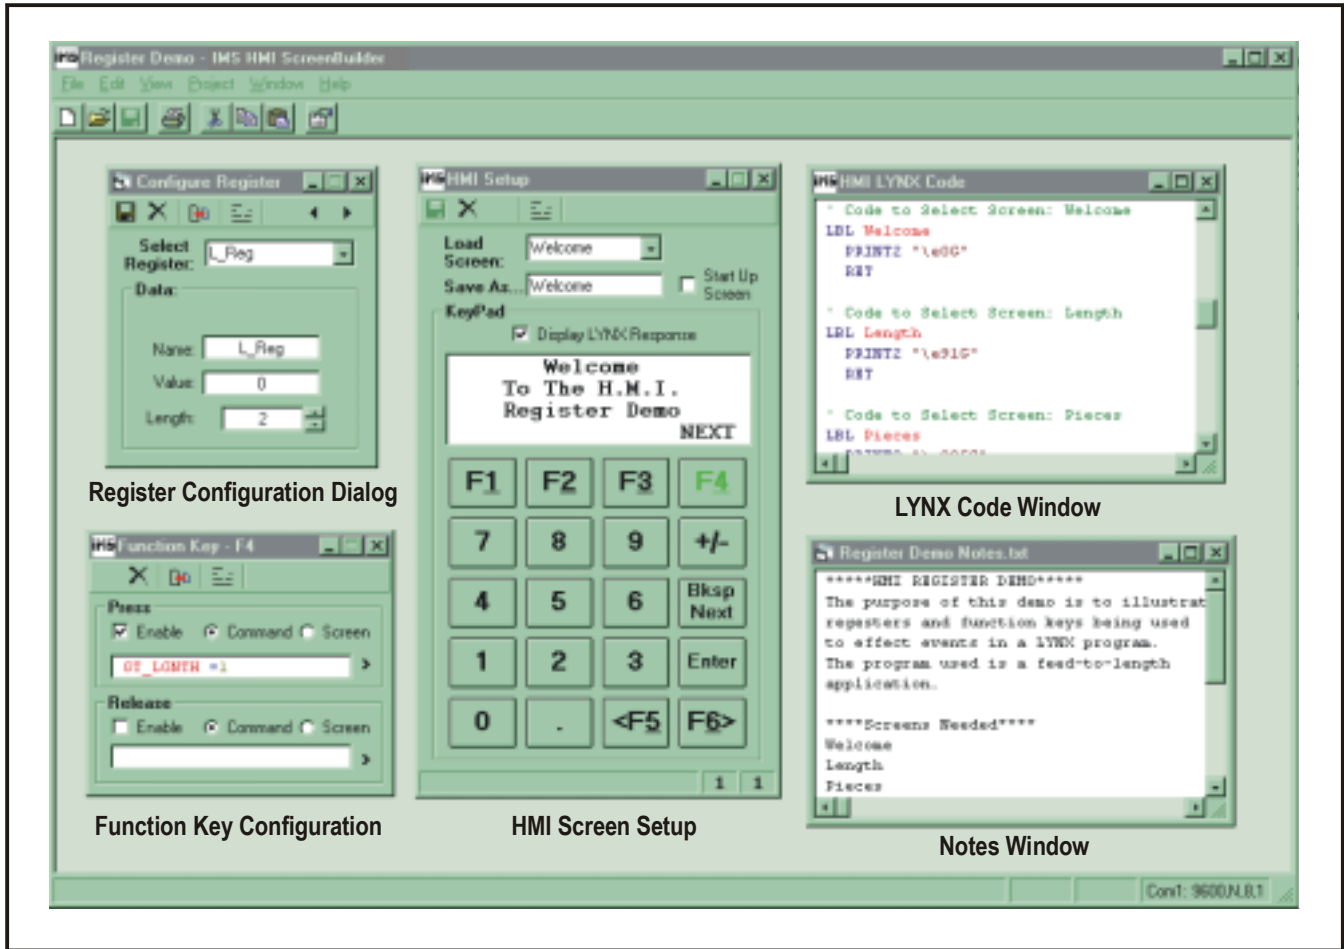 IMS Register Demo - IMS HMI ScreenBuilder
File Edit View Project Window Help
IMS Configure Register
Select Register: L_Reg
Data:
Name: L_Reg
Value: 0
Length: 2
Register Configuration Dialog
IMS Function Key - F4
Press
Enable Command Screen
GT_LGNTH =1 >
Release
Enable Command Screen
>
Function Key Configuration
IMS HMI Setup
Load Screen: Welcome
Save As... Welcome
Start Up Screen
KeyPad
Display LYNX Response
Welcome
To The H.M.I.
Register Demo
NEXT
F1 F2 F3 F4
7 8 9 +/-
4 5 6 Bksp Next
1 2 3 Enter
0 . <F5 F6>
1 1
HMI Screen Setup
IMS HMI LYNX Code
' Code to Select Screen: Welcome
LBL Welcome
PRINT2 "\e0G"
RET
' Code to Select Screen: Length
LBL Length
PRINT2 "\e91G"
RET
' Code to Select Screen: Pieces
LBL Pieces
LYNX Code Window
Register Demo Notes.txt
*****HMI REGISTER DEMO*****
The purpose of this demo is to illustrat
regesters and function keys being used
to effect events in a LYNX program.
The program used is a feed-to-length
application.
****Screens Needed****
Welcome
Length
Pieces
Notes Window
Com1: 9600,N,8,1